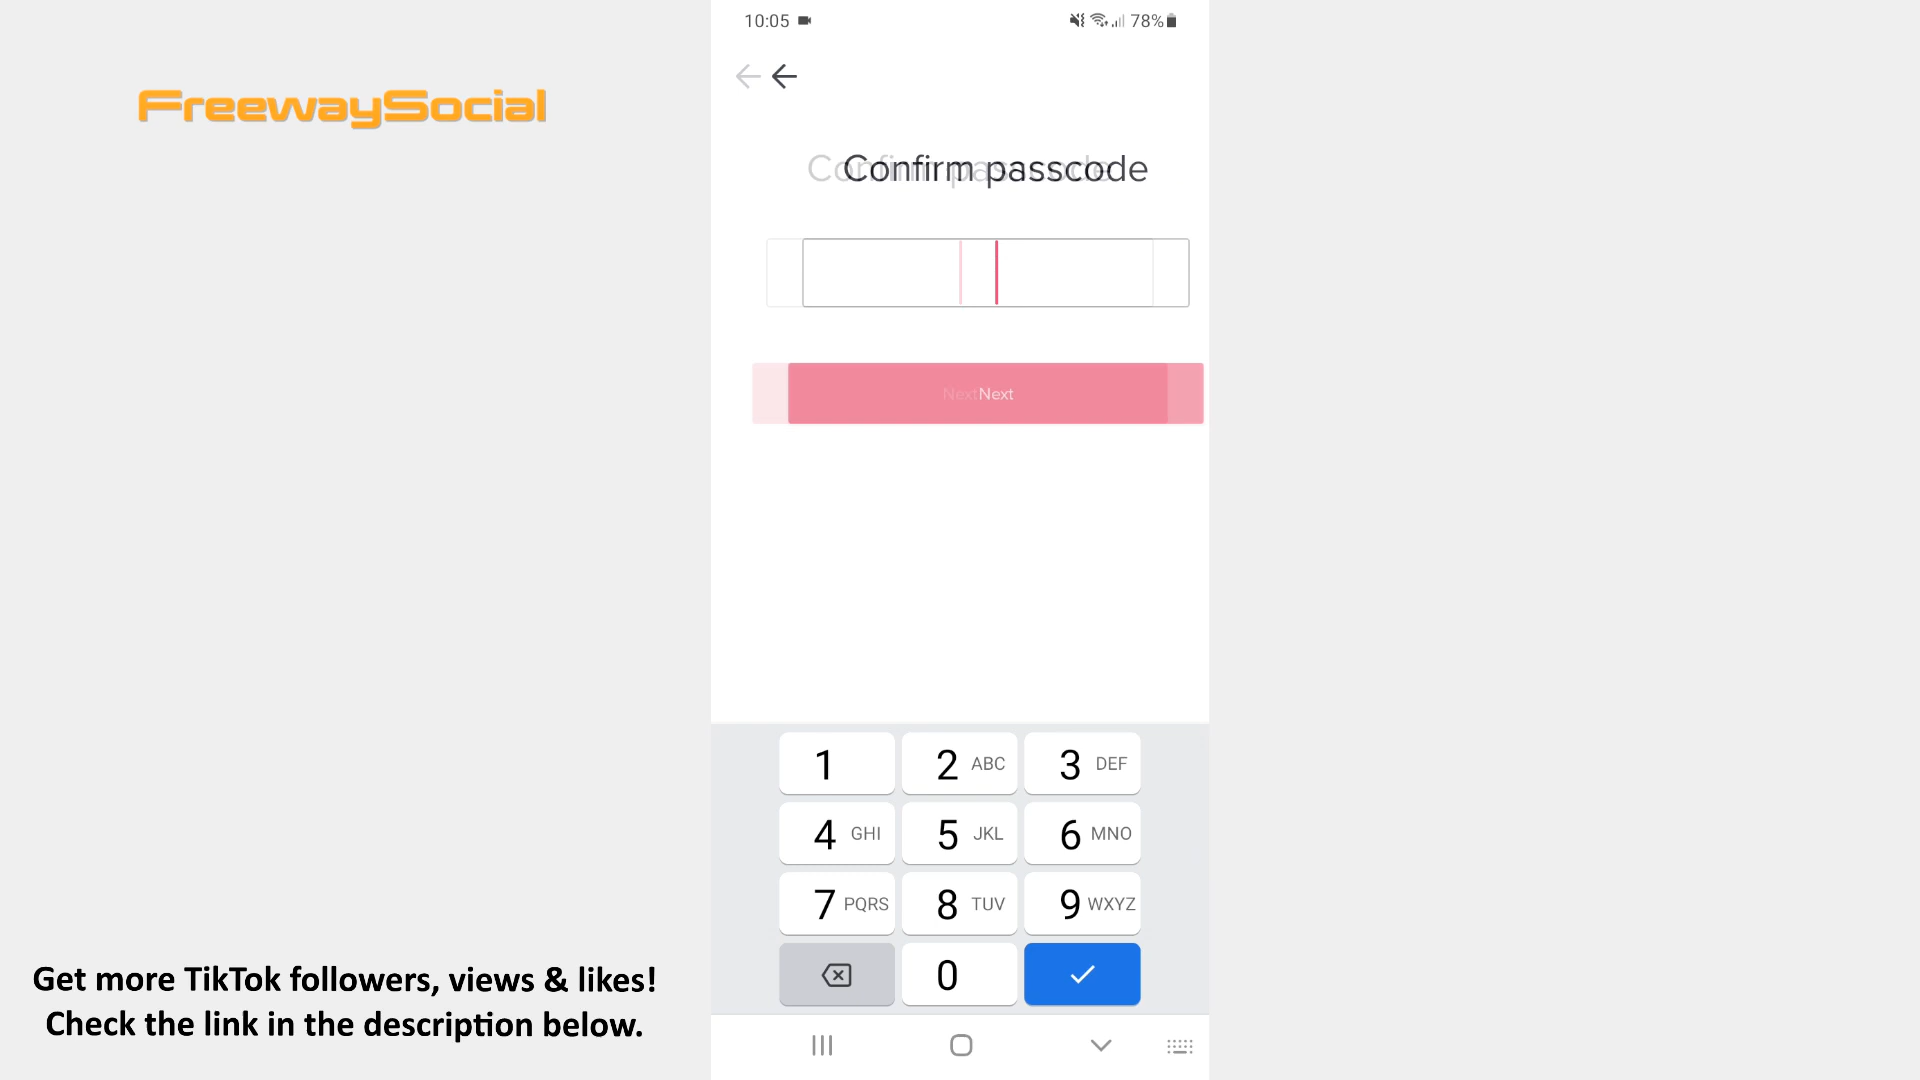 10:05
78%
FreewaySocial
Confirm passcode
Next
1
2 ABC
3 DEF
4 GHI
5 JKL
6 MNO
7 PQRS
8 TUV
9 WXYZ
0
Get more TikTok followers, views & likes!
Check the link in the description below.